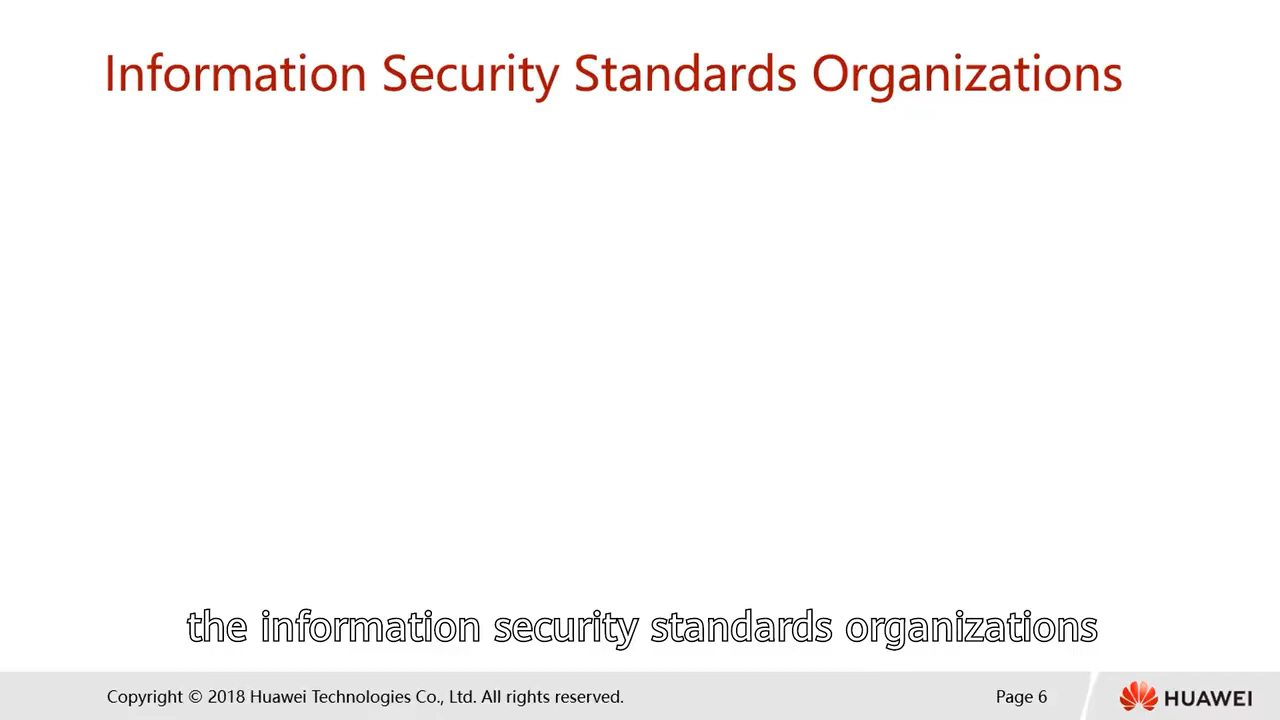 Information Security Standards Organizations
the information security standards organizations
Copyright © 2018 Huawei Technologies Co., Ltd. All rights reserved.
Page 6
HUAWEI